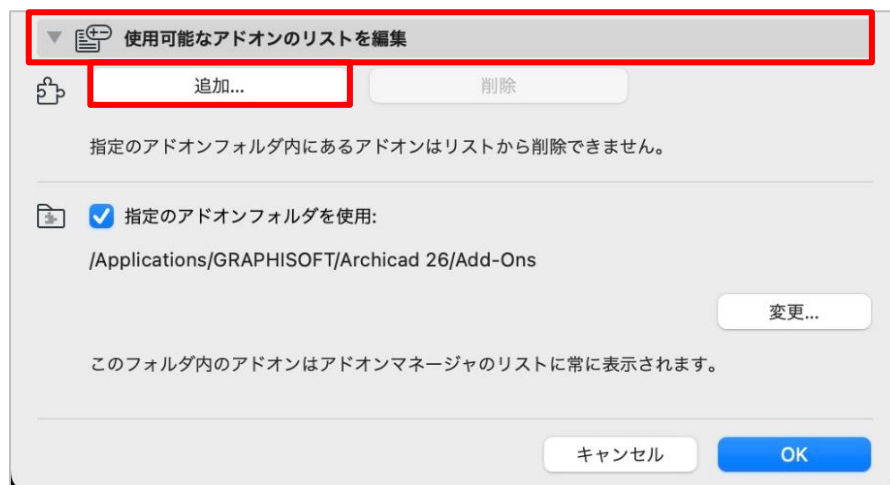 使用可能なアドオンのリストを編集
追加... 削除
指定のアドオンフォルダ内にあるアドオンはリストから削除できません。
指定のアドオンフォルダを使用:
/Applications/GRAPHISOFT/Archicad 26/Add-Ons
変更...
このフォルダ内のアドオンはアドオンマネージャのリストに常に表示されます。
キャンセル OK